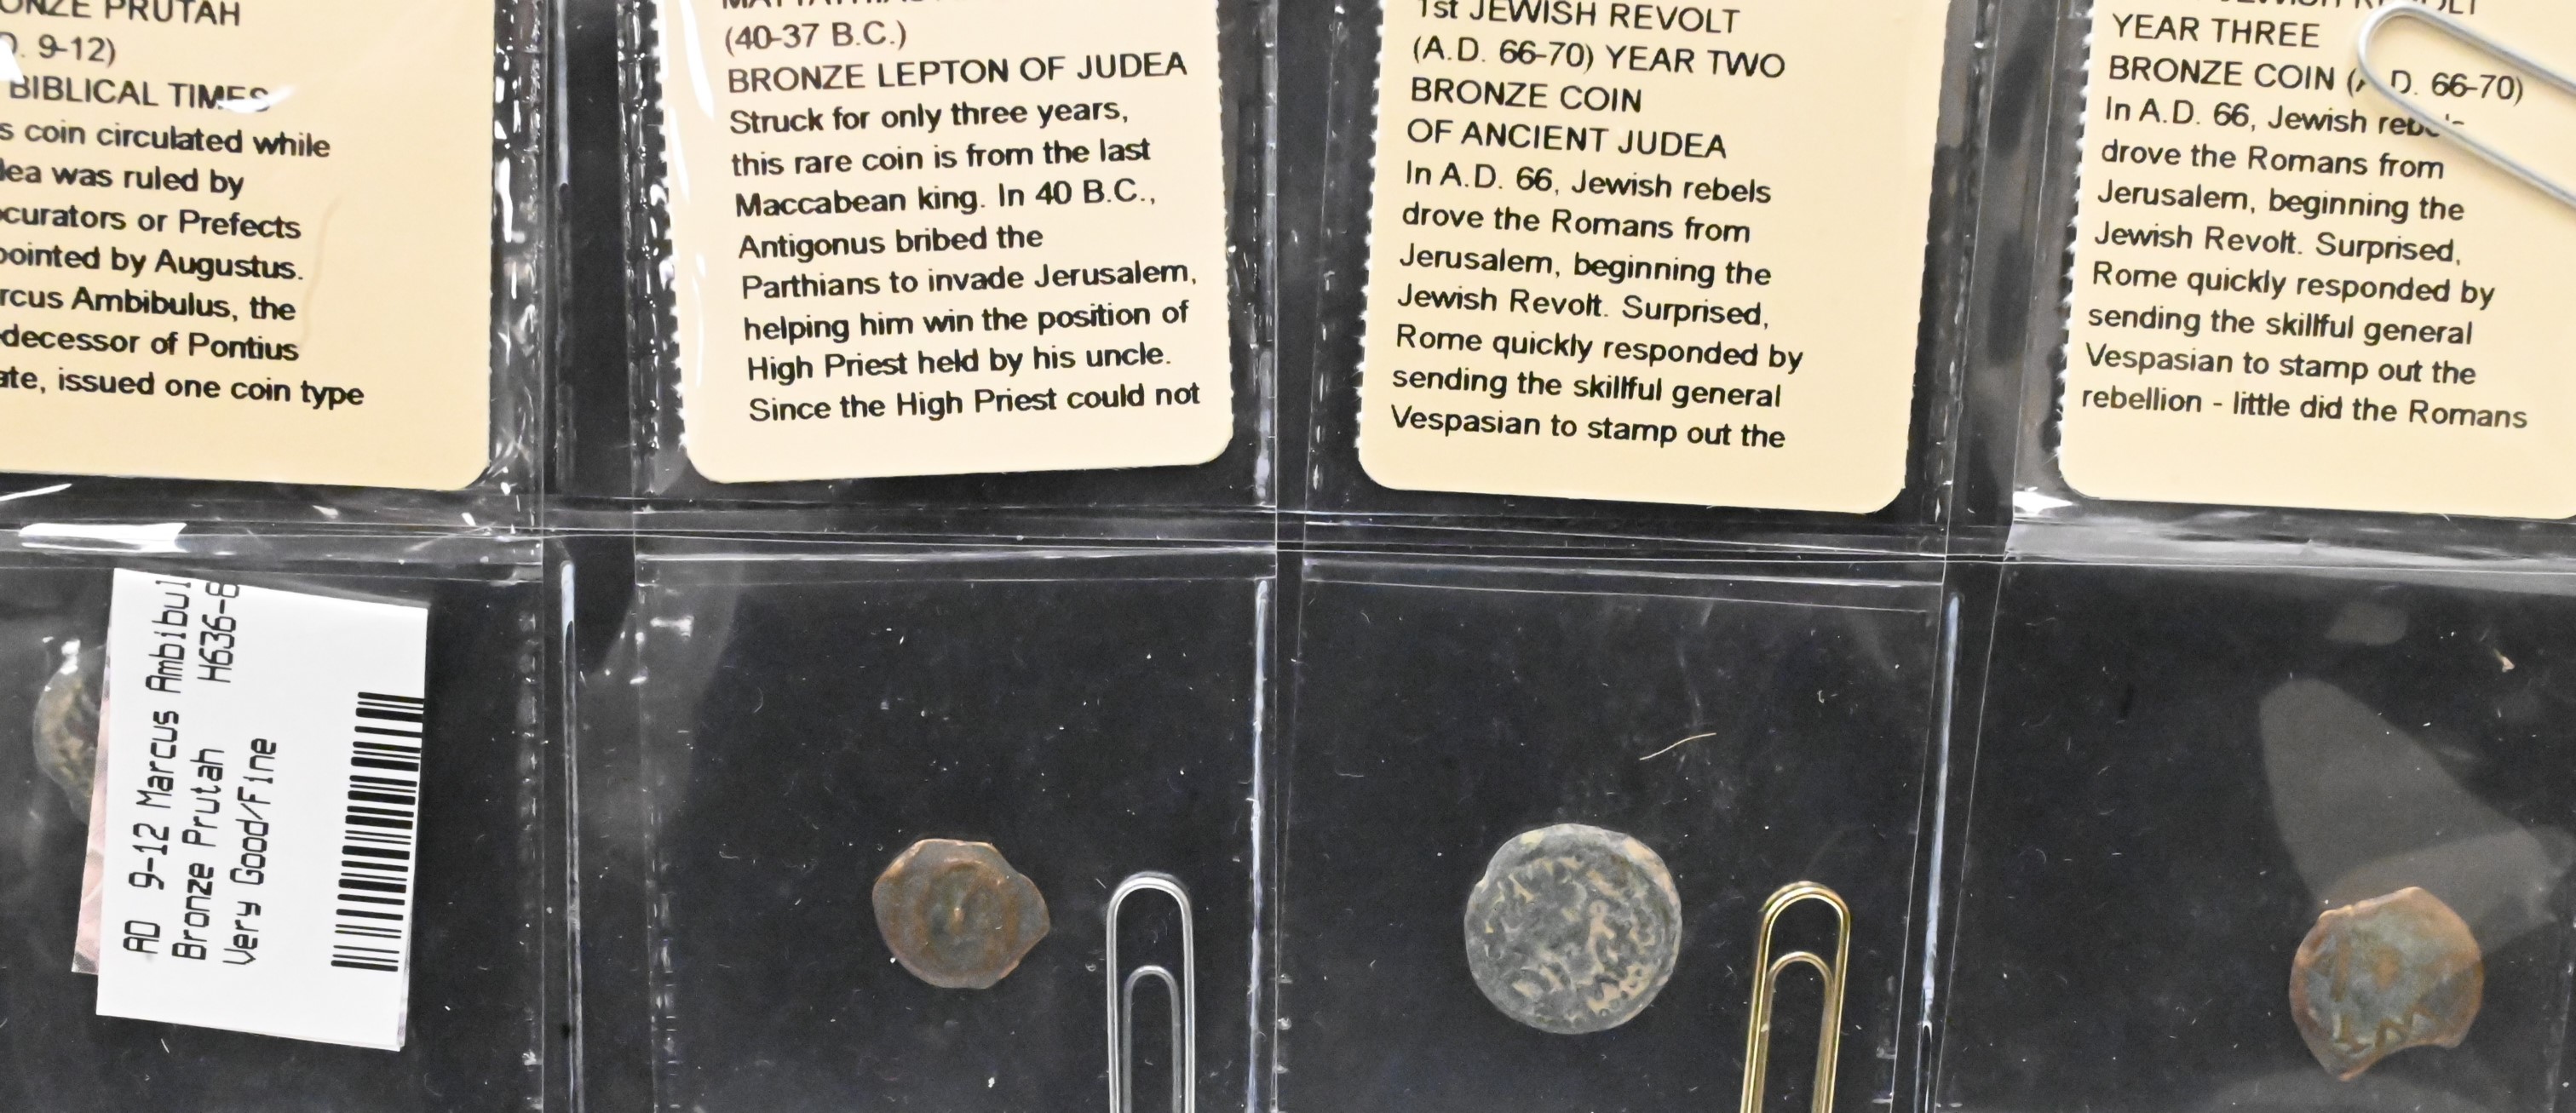 PRUTAH
9-12)
BIBLICAL TIMES
coin circulated while
was ruled by
or Prefects
by Augustus.
Ambibulus, the
of Pontius
issued one coin type
(40-37 B.C.)
BRONZE LEPTON OF JUDEA
Struck for only three years,
this rare coin is from the last
Maccabean king. In 40 B.C.,
Antigonus bribed the
Parthians to invade Jerusalem,
helping him win the position of
High Priest held by his uncle.
Since the High Priest could not
1st JEWISH REVOLT
(A.D. 66-70) YEAR TWO
BRONZE COIN
OF ANCIENT JUDEA
In A.D. 66, Jewish rebels
drove the Romans from
Jerusalem, beginning the
Jewish Revolt. Surprised,
Rome quickly responded by
sending the skillful general
Vespasian to stamp out the
YEAR THREE
BRONZE COIN D. 66-70)
In A.D. 66, Jewish
drove the Romans from
Jerusalem, beginning the
Jewish Revolt. Surprised,
Rome quickly responded by
sending the skillful general
Vespasian to stamp out the
rebellion - little did the Romans
AD 9-12 Marcus Ambibul
Bronze Prutah H636-8
Very Good/Fine